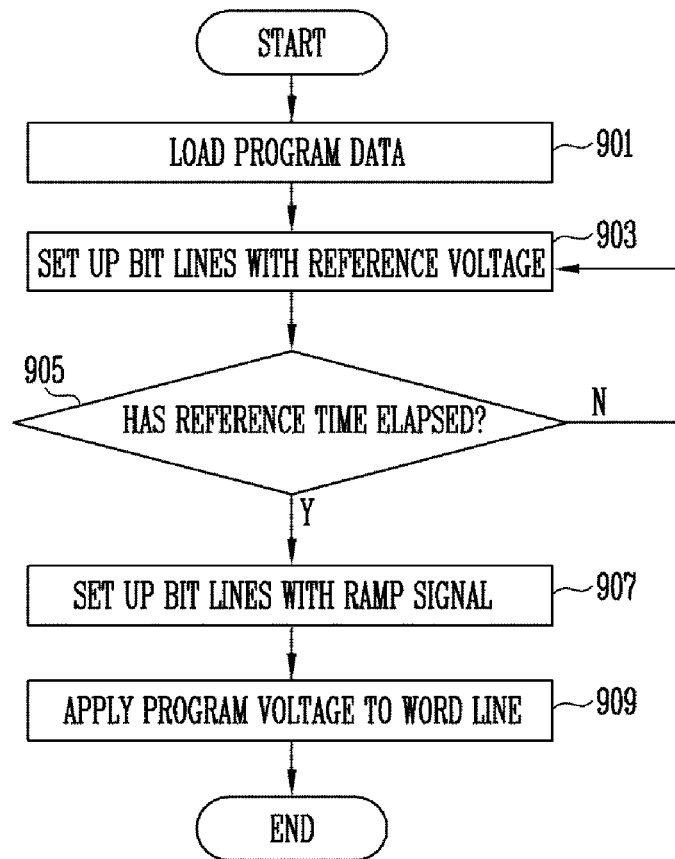 START
LOAD PROGRAM DATA
901
903
SET UP BIT LINES WITH REFERENCE VOLTAGE
905
HAS REFERENCE TIME ELAPSED?
N
Y
SET UP BIT LINES WITH RAMP SIGNAL
907
APPLY PROGRAM VOLTAGE TO WORD LINE
909
END